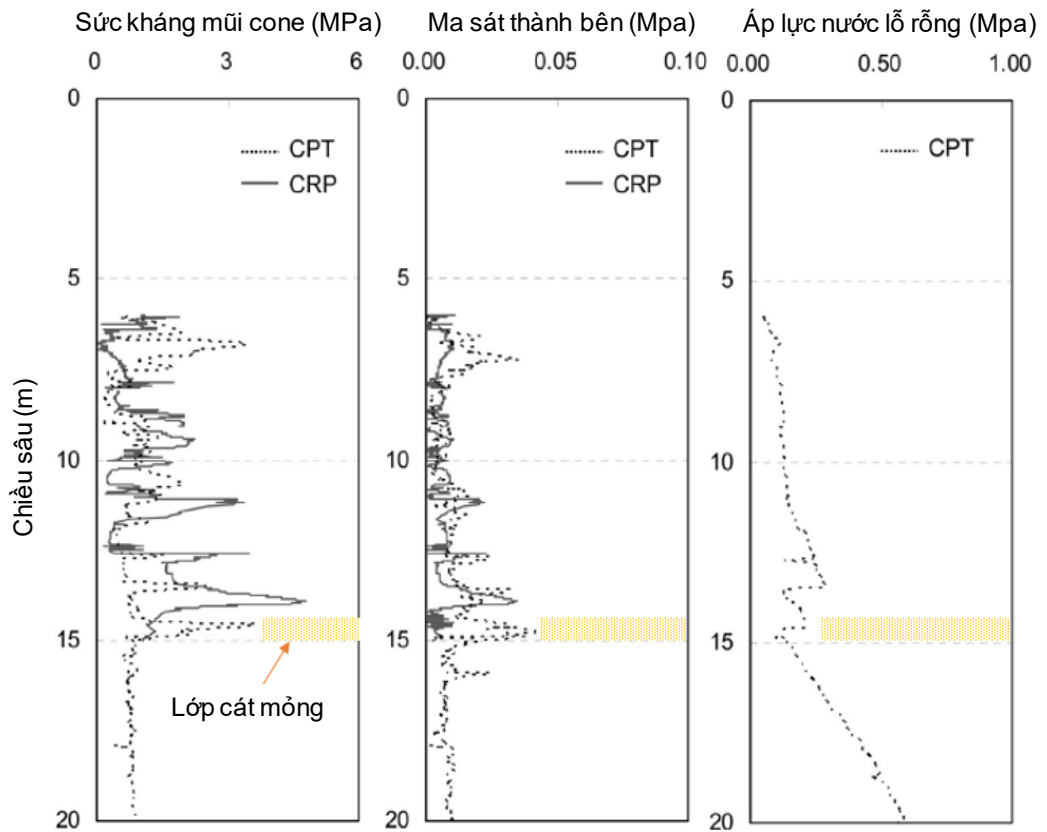 Sức kháng mũi cone (MPa)
Ma sát thành bên (Mpa)
Áp lực nước lỗ rỗng (Mpa)
0 3 6
0.00 0.05 0.10
0.00 0.50 1.00
0
5
10
15
20
0
5
10
15
20
0
5
10
15
20
CPT
CRP
CPT
CRP
CPT
Chiều sâu (m)
Lớp cát mỏng